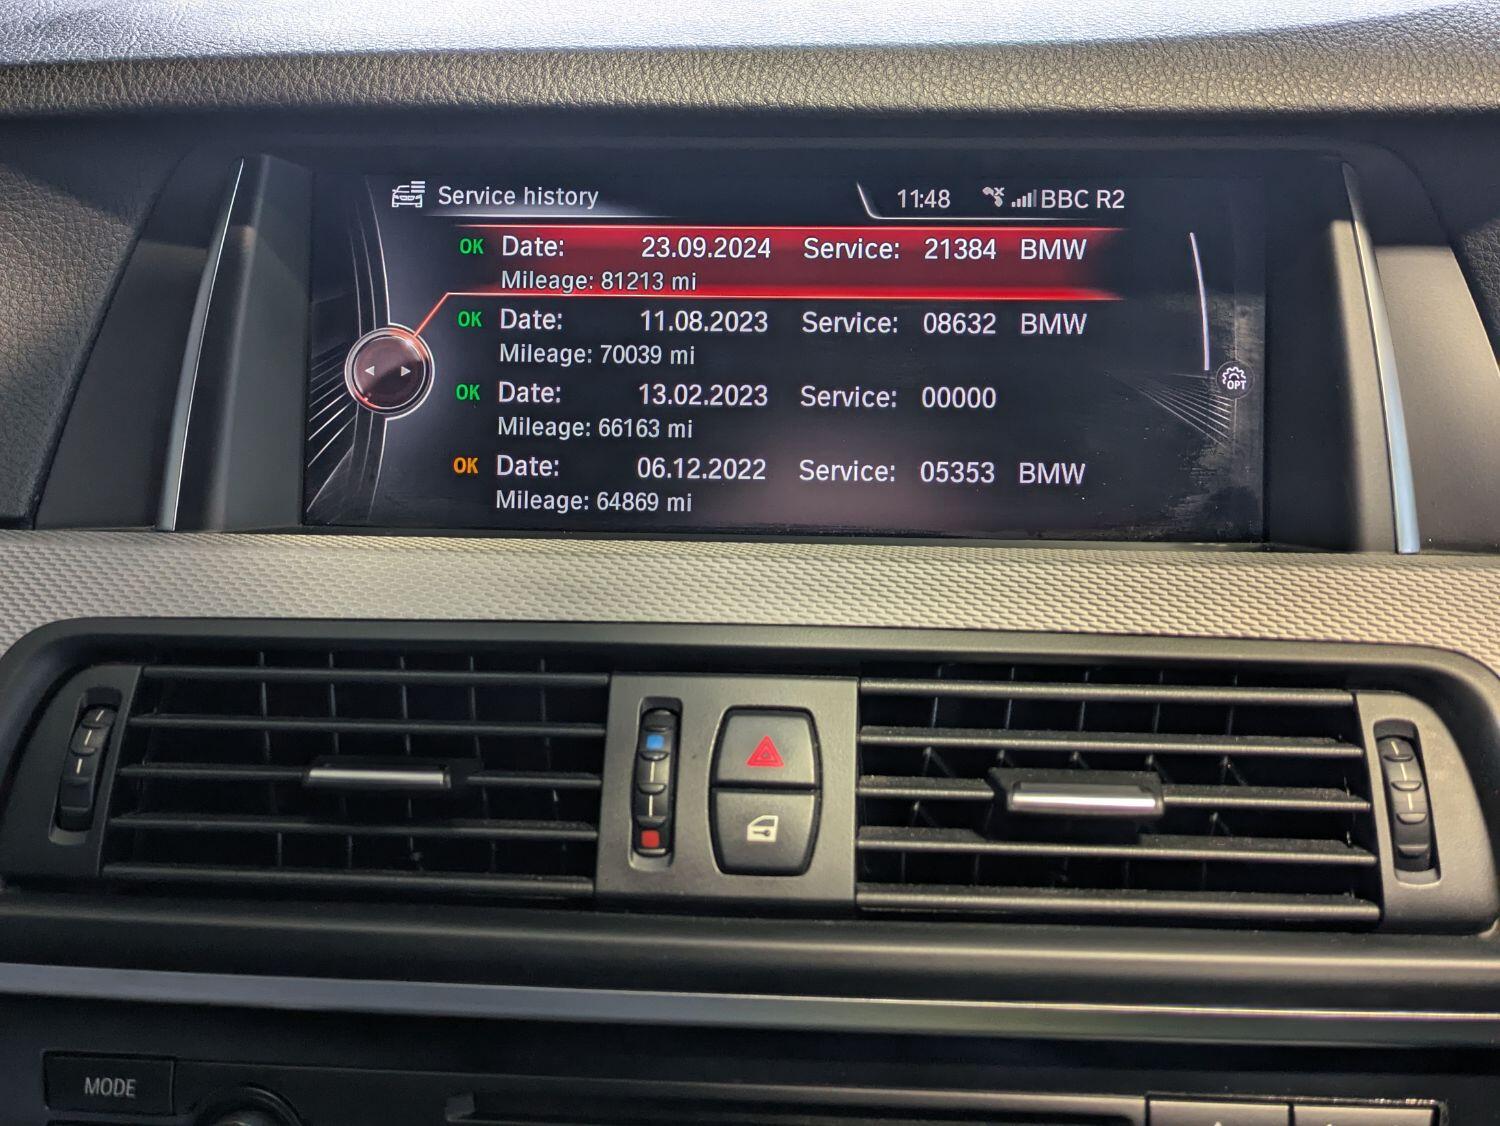 Service history 11:48 BBC R2
OK Date: 23.09.2024 Service: 21384 BMW
Mileage: 81213 mi
OK Date: 11.08.2023 Service: 08632 BMW
Mileage: 70039 mi
OK Date: 13.02.2023 Service: 00000
Mileage: 66163 mi
OK Date: 06.12.2022 Service: 05353 BMW
Mileage: 64869 mi
OPT
MODE